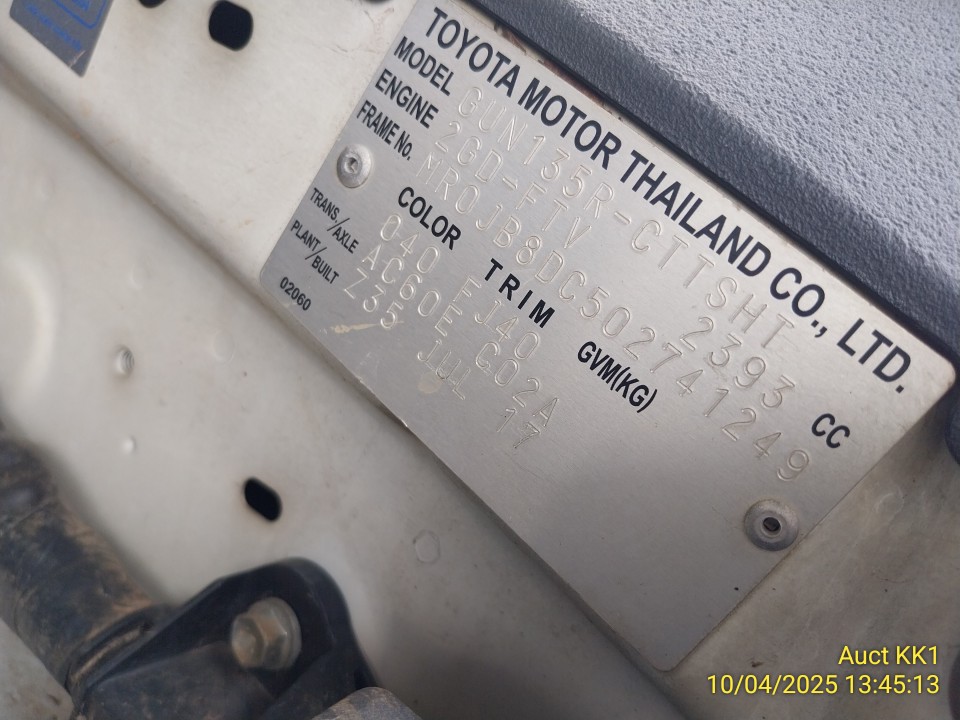 TOYOTA MOTOR THAILAND CO., LTD.
MODEL GUN135R-CTTSHT
ENGINE 2GD-FTV 2393 CC
FRAME No. MR0JB8DC502741249
COLOR TRIM GVM(KG)
040 FJ40
TRANS/AXLE AC60E C02A
PLANT/BUILT Z35 JUL 17
02060
Auct KK1
10/04/2025 13:45:13